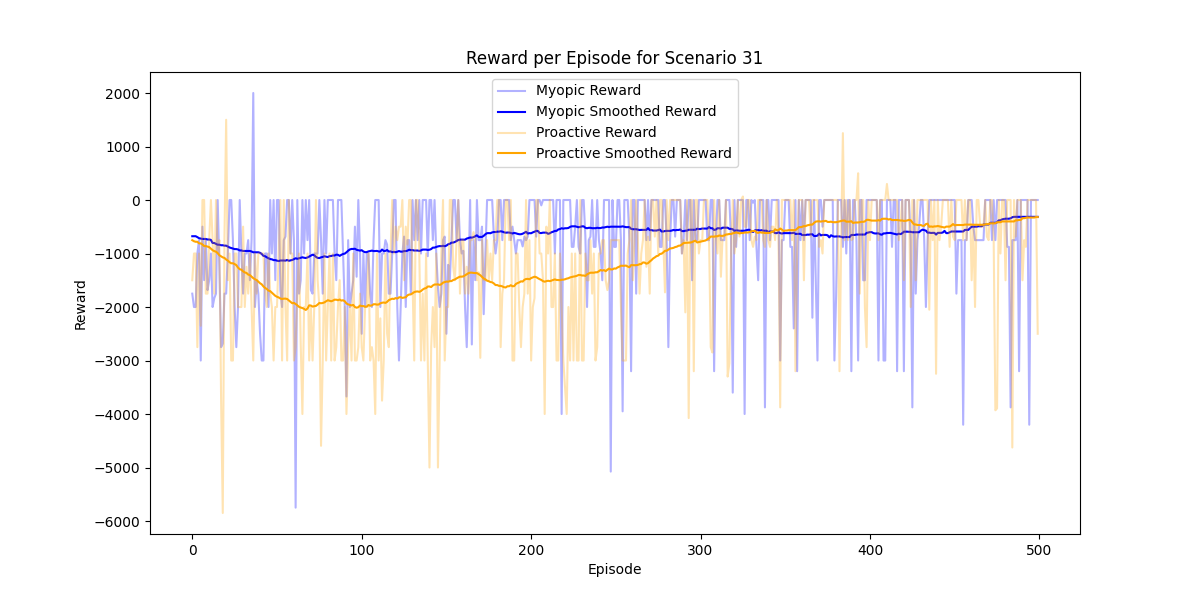 Reward per Episode for Scenario 31
Myopic Reward
Myopic Smoothed Reward
Proactive Reward
Proactive Smoothed Reward
2000
1000
0
−1000
−2000
−3000
−4000
−5000
−6000
Reward
0 100 200 300 400 500
Episode